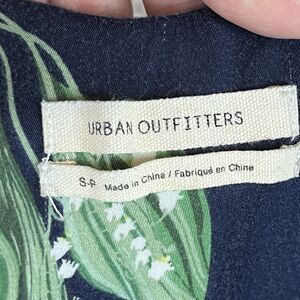 URBAN OUTFITTERS
S-P Made in China / Fabriqué en Chine